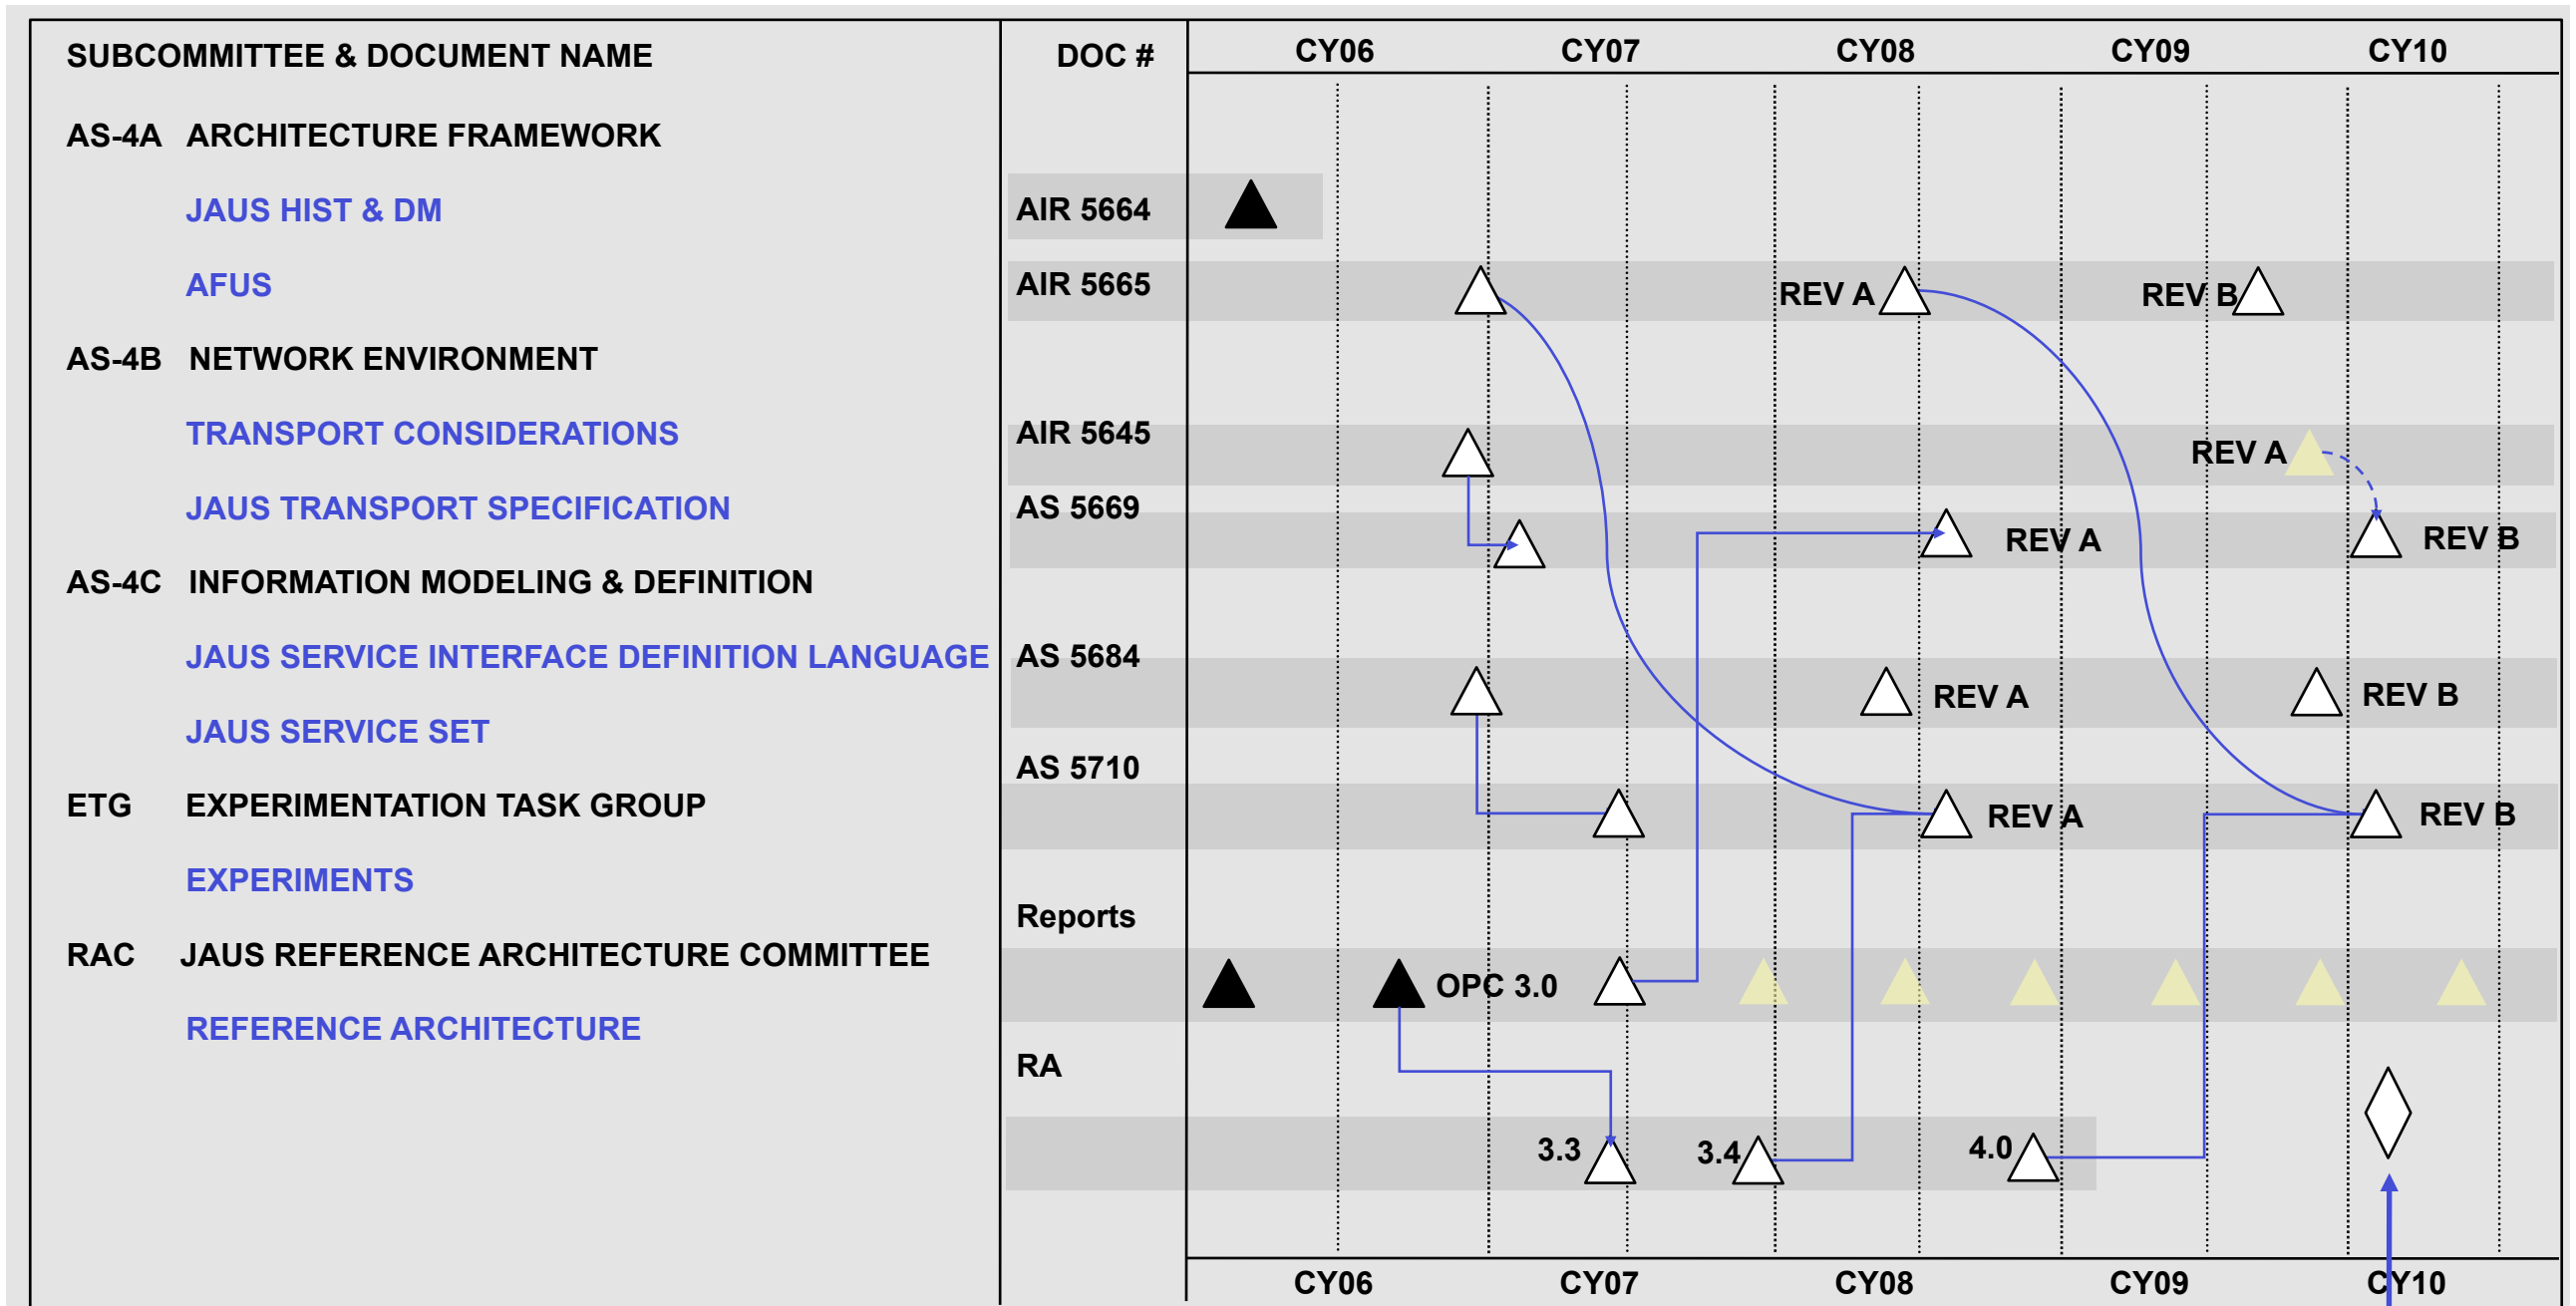 SUBCOMMITTEE & DOCUMENT NAME DOC # CY06 CY07 CY08 CY09 CY10
AS-4A ARCHITECTURE FRAMEWORK
JAUS HIST & DM AIR 5664
AFUS AIR 5665 REV A REV B
AS-4B NETWORK ENVIRONMENT
TRANSPORT CONSIDERATIONS AIR 5645 REV A
JAUS TRANSPORT SPECIFICATION AS 5669 REV A REV B
AS-4C INFORMATION MODELING & DEFINITION
JAUS SERVICE INTERFACE DEFINITION LANGUAGE AS 5684 REV A REV B
JAUS SERVICE SET
AS 5710
ETG EXPERIMENTATION TASK GROUP REV A REV B
EXPERIMENTS
Reports
RAC JAUS REFERENCE ARCHITECTURE COMMITTEE
OPC 3.0
REFERENCE ARCHITECTURE
RA
3.3 3.4 4.0
CY06 CY07 CY08 CY09 CY10